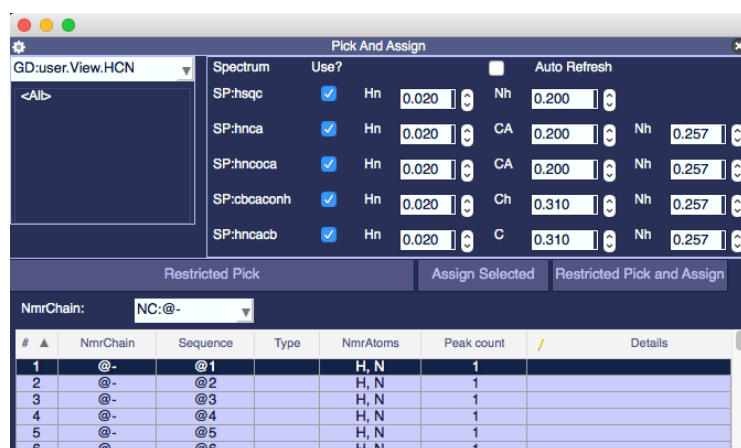 Pick And Assign
GD:user.View.HCN
<All>
Spectrum Use? Auto Refresh
SP:hsqc Hn 0.020 Nh 0.200
SP:hnca Hn 0.020 CA 0.200 Nh 0.257
SP:hncoca Hn 0.020 CA 0.200 Nh 0.257
SP:cbcaconh Hn 0.020 Ch 0.310 Nh 0.257
SP:hncacb Hn 0.020 C 0.310 Nh 0.257
Restricted Pick Assign Selected Restricted Pick and Assign
NmrChain: NC:@-
# NmrChain Sequence Type NmrAtoms Peak count Details
1 @- @1 H, N 1
2 @- @2 H, N 1
3 @- @3 H, N 1
4 @- @4 H, N 1
5 @- @5 H, N 1
6 @- @6 H, N 1